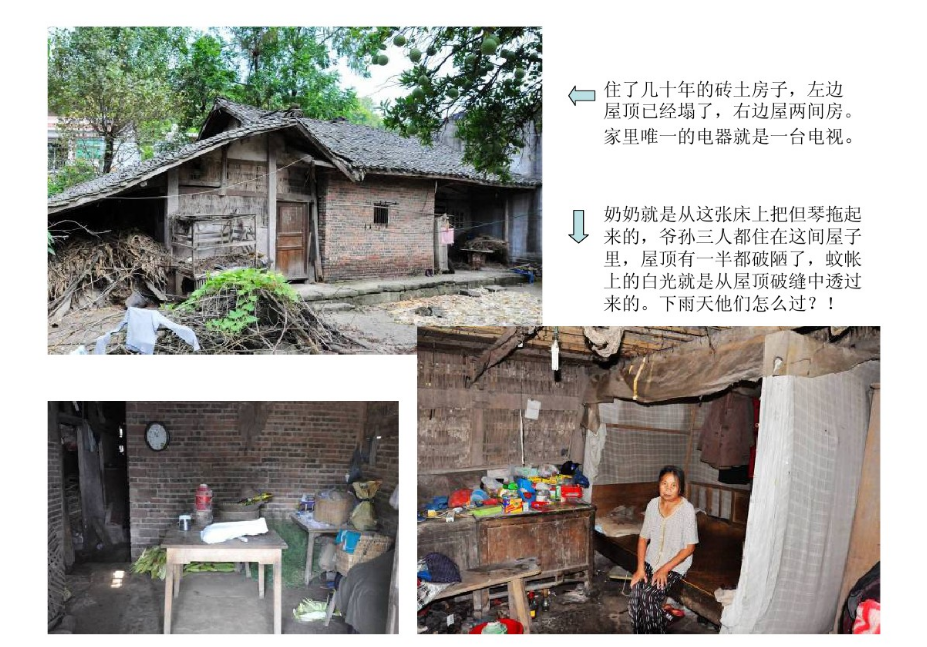 住了几十年的砖土房子，左边
屋顶已经塌了，右边屋两间房。
家里唯一的电器就是一台电视。
奶奶就是从这张床上把但琴拖起
来的，爷孙三人都住在这间屋子
里，屋顶有一半都破陋了，蚊帐
上的白光就是从屋顶破缝中透过
来的。下雨天他们怎么过？！